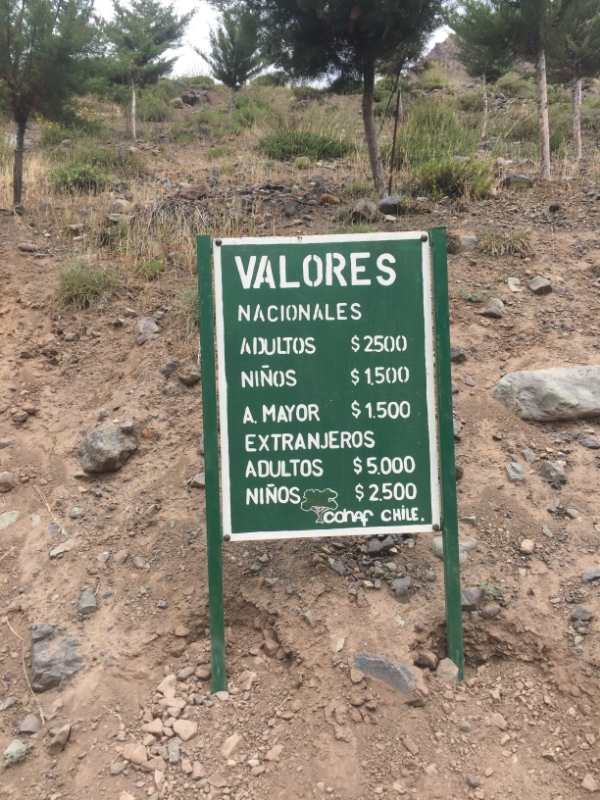 VALORES
NACIONALES
ADULTOS $2500
NIÑOS $1.500
A. MAYOR $1.500
EXTRANJEROS
ADULTOS $5.000
NIÑOS $2.500
CONAF CHILE.